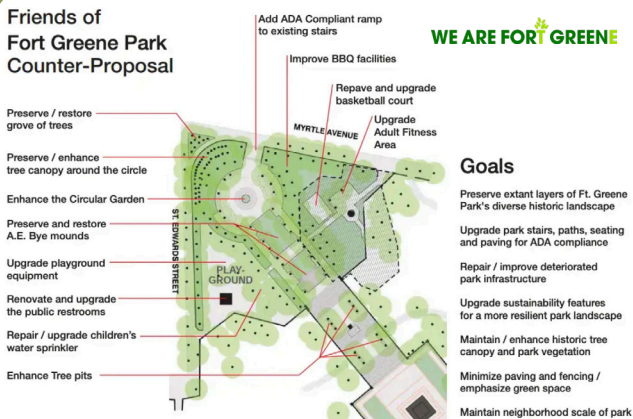 Friends of
Fort Greene Park
Counter-Proposal
Add ADA Compliant ramp
to existing stairs
WE ARE FORT GREENE
Improve BBQ facilities
Repave and upgrade
basketball court
Upgrade
Adult Fitness
Area
MYRTLE AVENUE
Preserve / restore
grove of trees
Preserve / enhance
tree canopy around the circle
Enhance the Circular Garden
Preserve and restore
A.E. Bye mounds
Upgrade playground
equipment
Renovate and upgrade
the public restrooms
Repair / upgrade children's
water sprinkler
Enhance Tree pits
ST. EDWARDS STREET
PLAY-
GROUND
Goals
Preserve extant layers of Ft. Greene
Park's diverse historic landscape
Upgrade park stairs, paths, seating
and paving for ADA compliance
Repair / improve deteriorated
park infrastructure
Upgrade sustainability features
for a more resilient park landscape
Maintain / enhance historic tree
canopy and park vegetation
Minimize paving and fencing /
emphasize green space
Maintain neighborhood scale of park